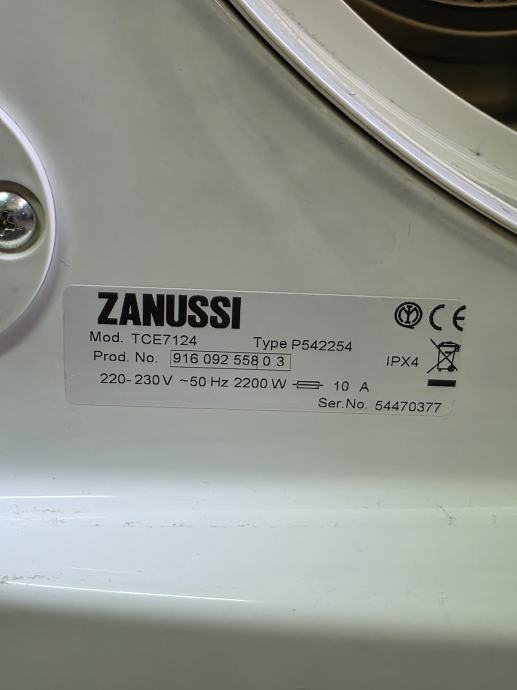 ZANUSSI
CE
Mod. TCE7124 Type P542254
Prod. No. 916 092 558 0 3 IPX4
220-230V ~50 Hz 2200 W 10 A
Ser.No. 54470377